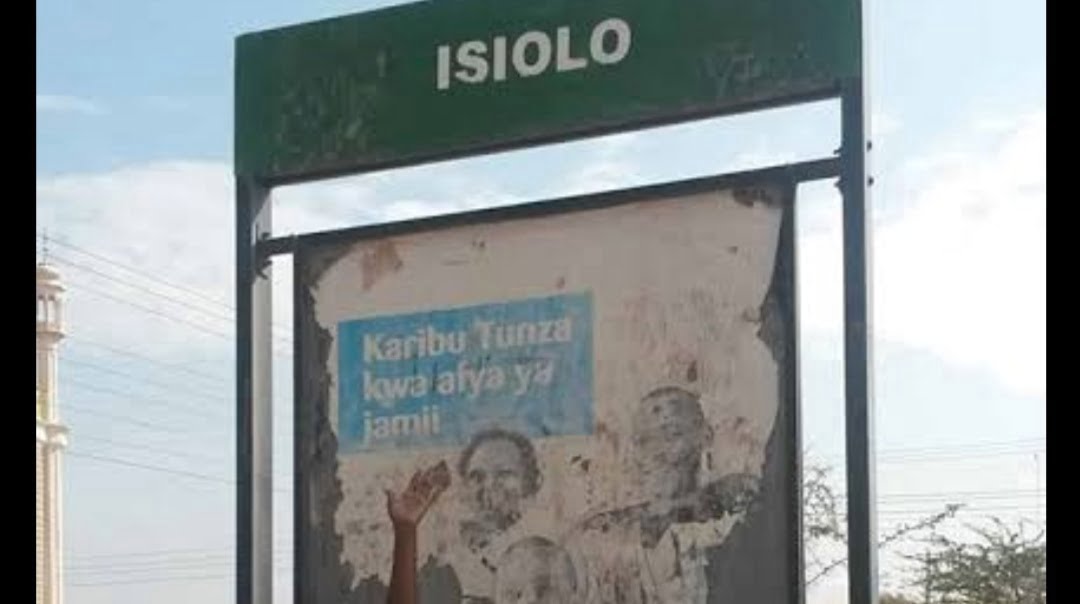 ISIOLO
Karibu Tunza
kwa afya ya
jamii